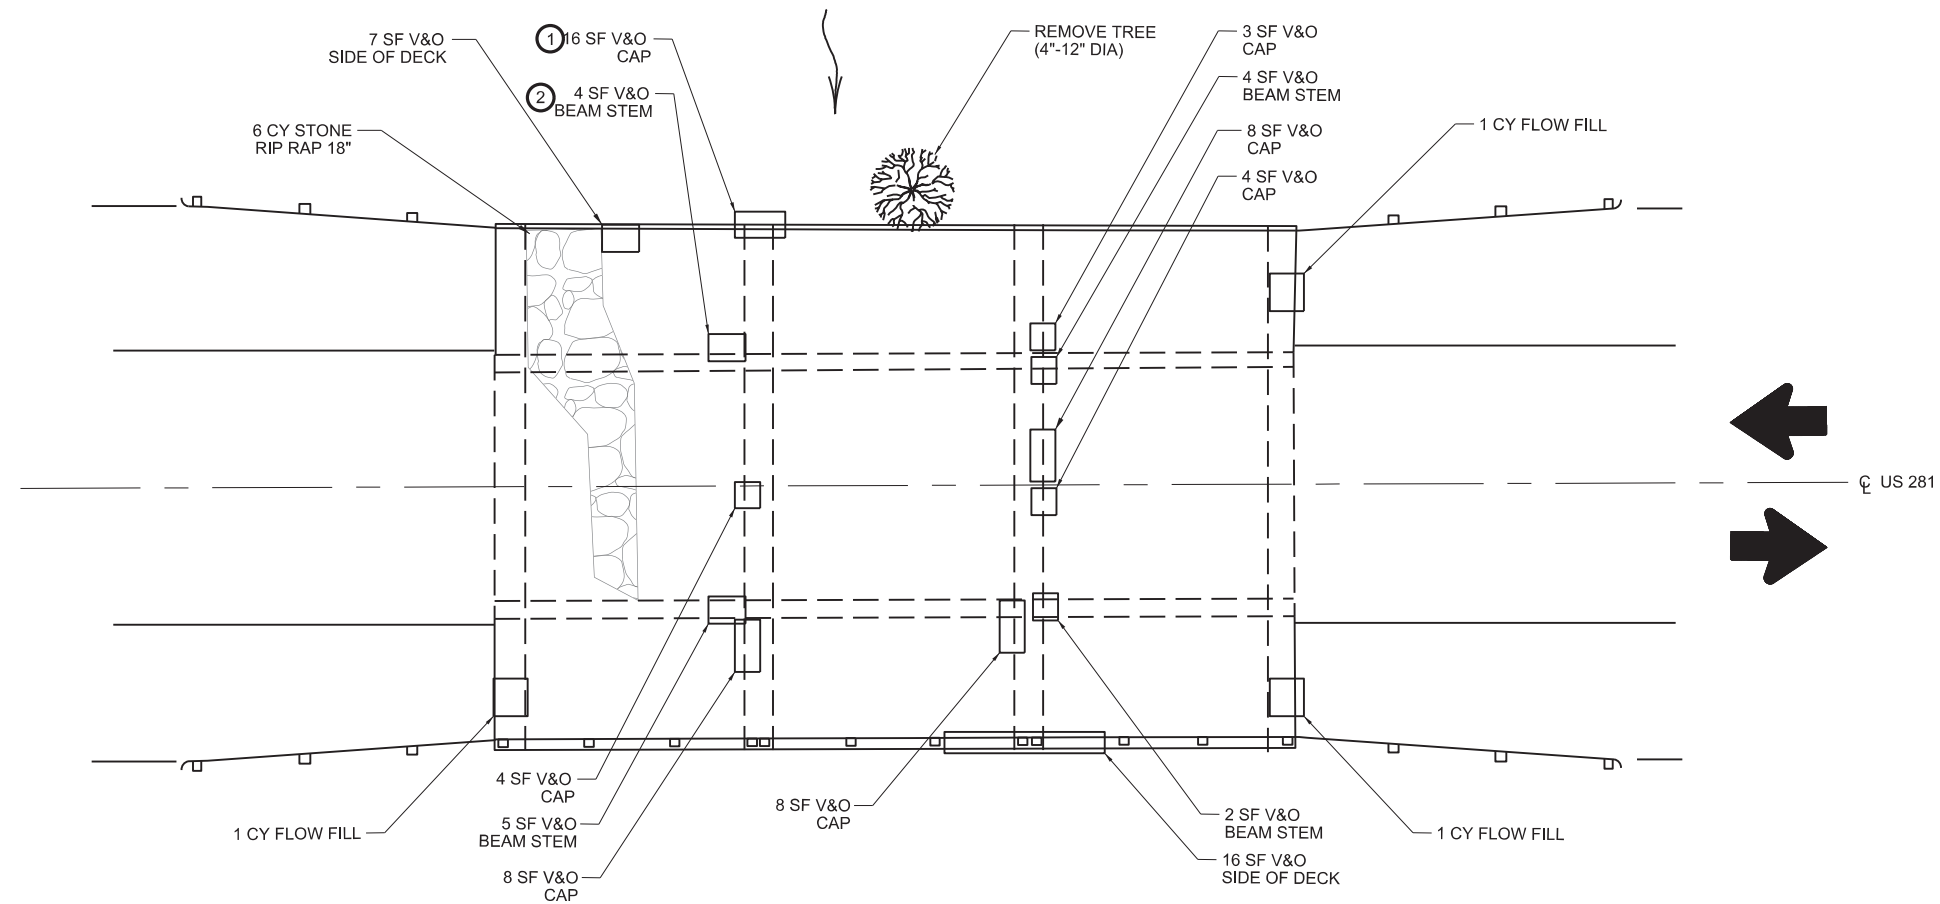 7 SF V&O
SIDE OF DECK
1
16 SF V&O
CAP
2
4 SF V&O
BEAM STEM
6 CY STONE
RIP RAP 18"
REMOVE TREE
(4"-12" DIA)
3 SF V&O
CAP
4 SF V&O
BEAM STEM
8 SF V&O
CAP
4 SF V&O
CAP
1 CY FLOW FILL
CL US 281
4 SF V&O
CAP
5 SF V&O
BEAM STEM
8 SF V&O
CAP
1 CY FLOW FILL
8 SF V&O
CAP
2 SF V&O
BEAM STEM
16 SF V&O
SIDE OF DECK
1 CY FLOW FILL